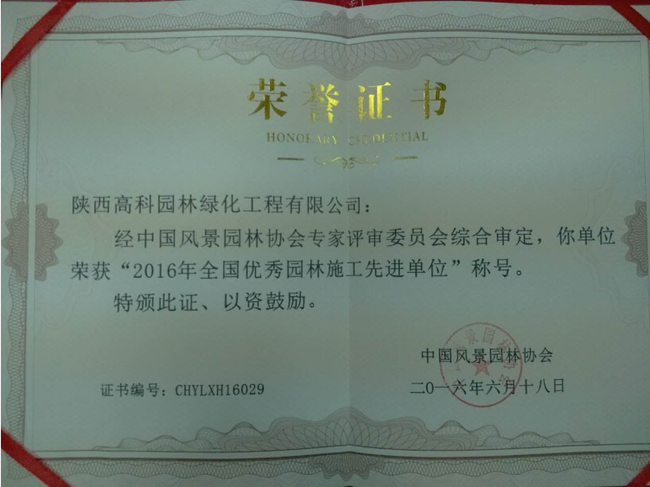 荣誉证书
HONORARY CREDENTIAL
陕西高科园林绿化工程有限公司：
经中国风景园林协会专家评审委员会综合审定，你单位
荣获“2016年全国优秀园林施工先进单位”称号。
特颁此证、以资鼓励。
中国风景园林协会
证书编号：CHYLXH16029
二〇一六年六月十八日